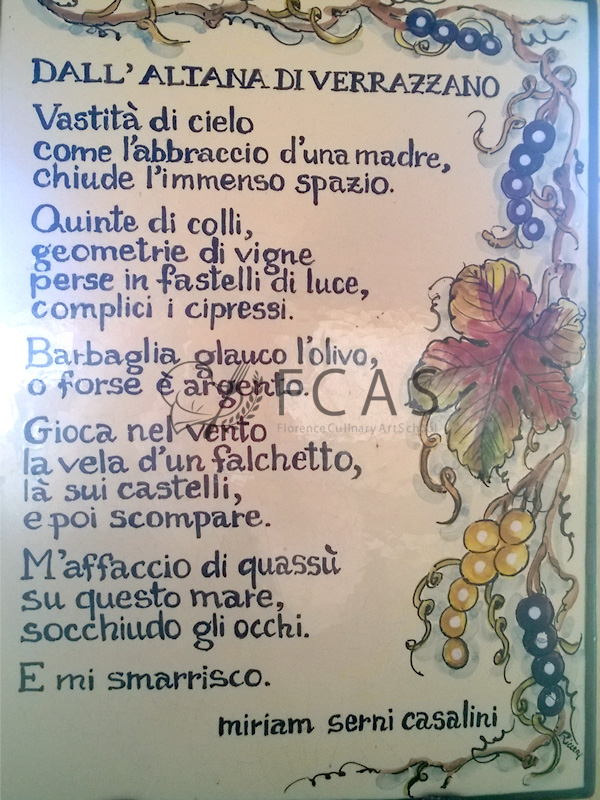 DALL'ALTANA DI VERRAZZANO
Vastità di cielo
come l'abbraccio d'una madre,
chiude l'immenso spazio.
Quinte di colli,
geometrie di vigne
perse in fastelli di luce,
complici i cipressi.
Barbaglia glauco l'olivo,
o forse è argento.
FCAS
Florence Culinary Art School
Gioca nel vento
la vela d'un falchetto,
là sui castelli,
e poi scompare.
M'affaccio di quassù
su questo mare,
socchiudo gli occhi.
E mi smarrisco.
miriam serni casalini